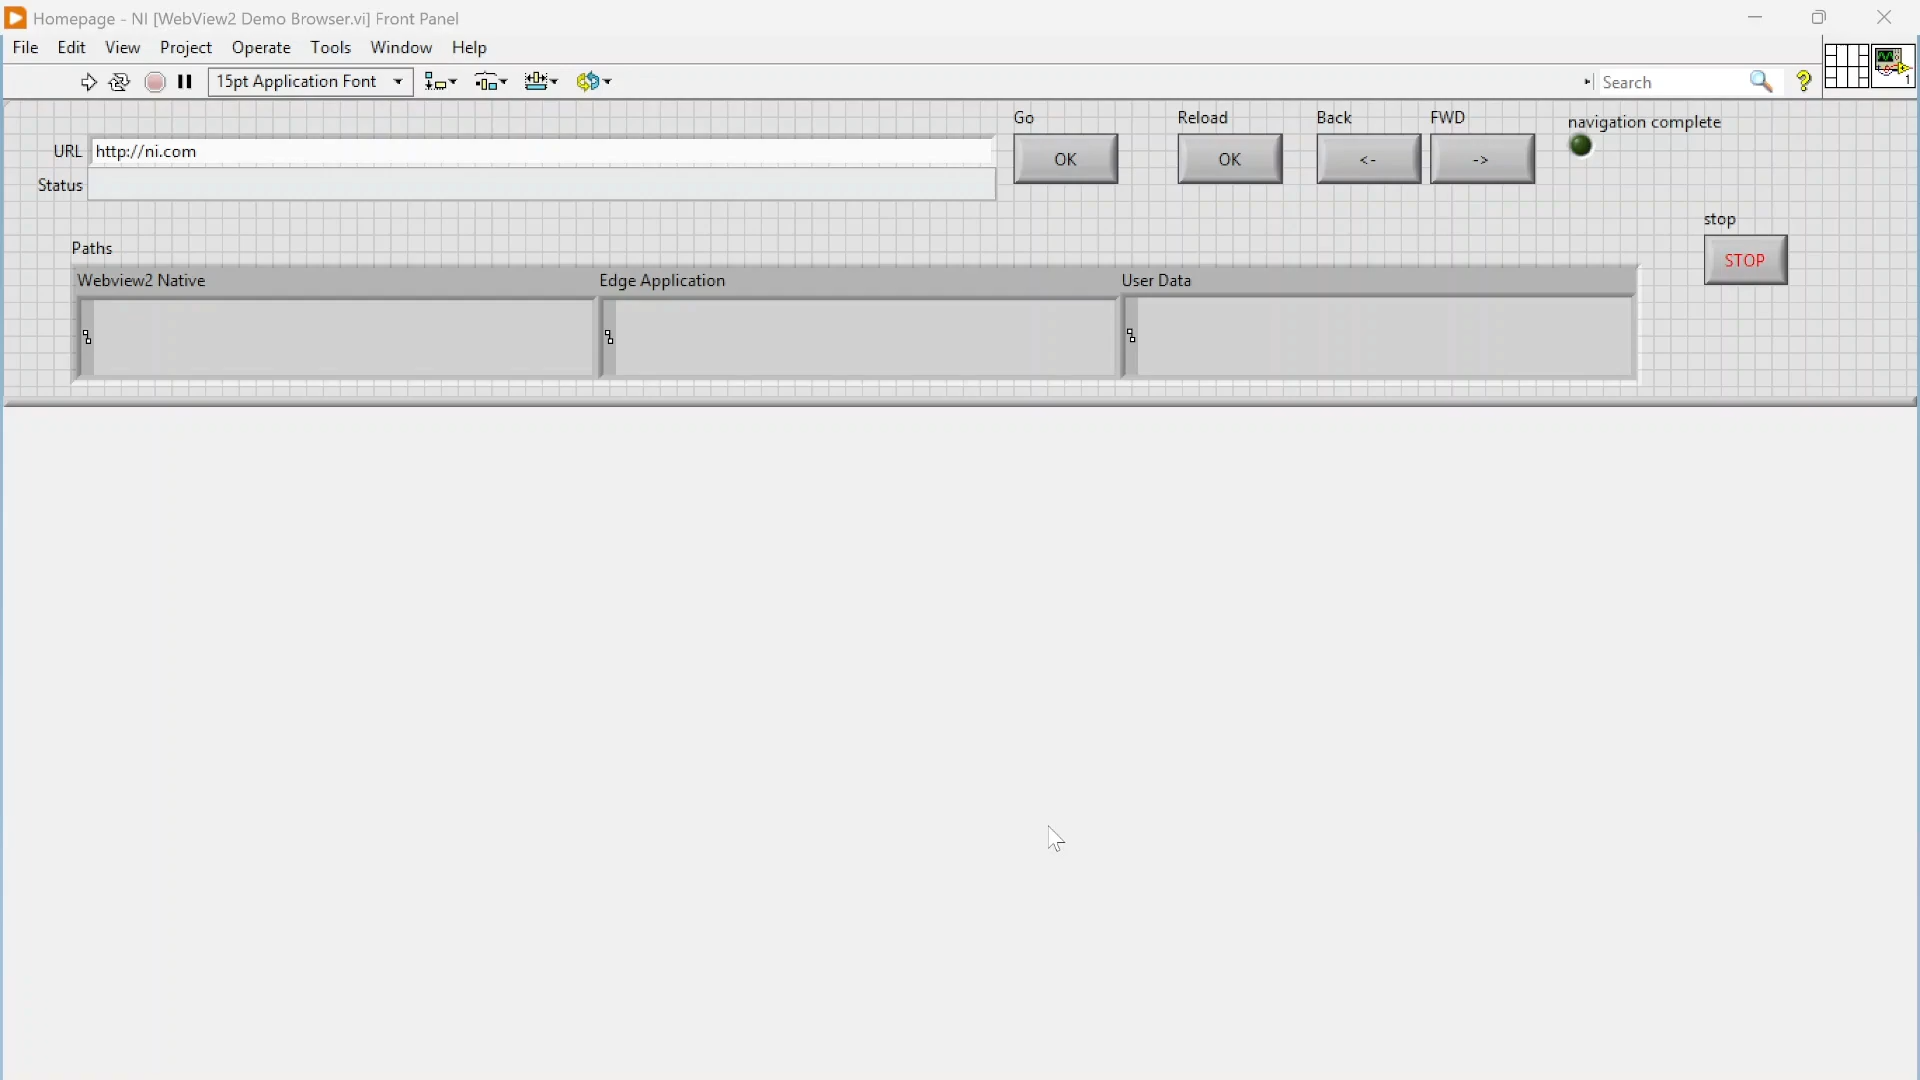 Homepage - NI [WebView2 Demo Browser.vi] Front Panel
File Edit View Project Operate Tools Window Help
15pt Application Font
Search
?
1
Go Reload Back FWD
navigation complete
URL http://ni.com
OK OK <- ->
Status
stop
STOP
Paths
Webview2 Native Edge Application User Data